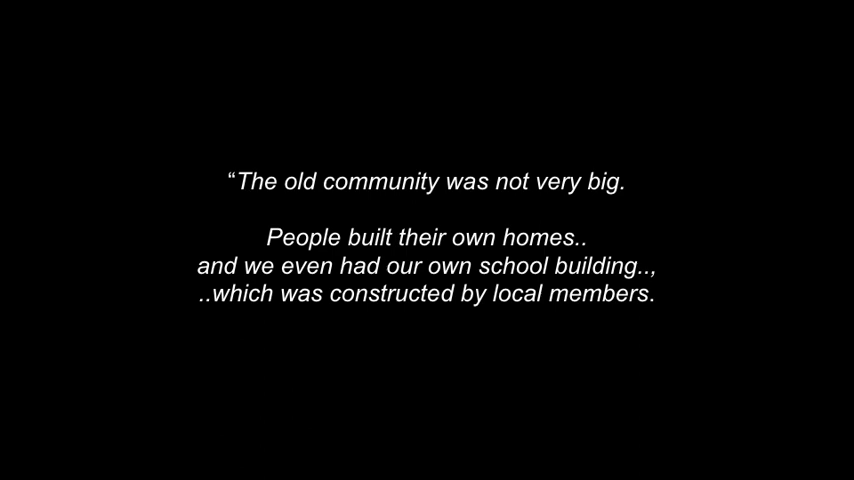 “The old community was not very big.
People built their own homes..
and we even had our own school building..,
..which was constructed by local members.